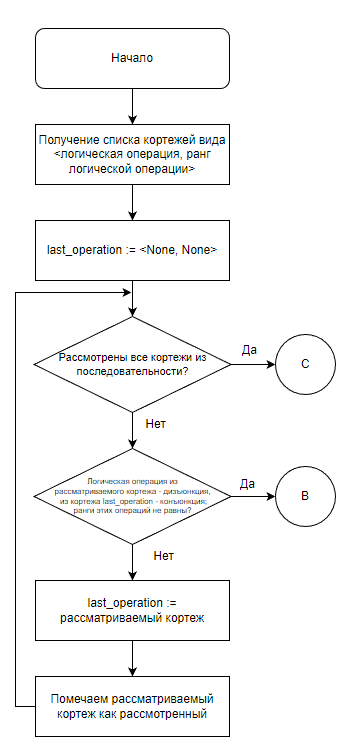 Начало
Получение списка кортежей вида
<логическая операция, ранг
логической операции>
last_operation := <None, None>
Рассмотрены все кортежи из
последовательности?
Да
C
Нет
Логическая операция из
рассматриваемого кортежа - дизъюнкция,
из кортежа last_operation - конъюнкция;
ранги этих операций не равны?
Да
B
Нет
last_operation :=
рассматриваемый кортеж
Помечаем рассматриваемый
кортеж как рассмотренный